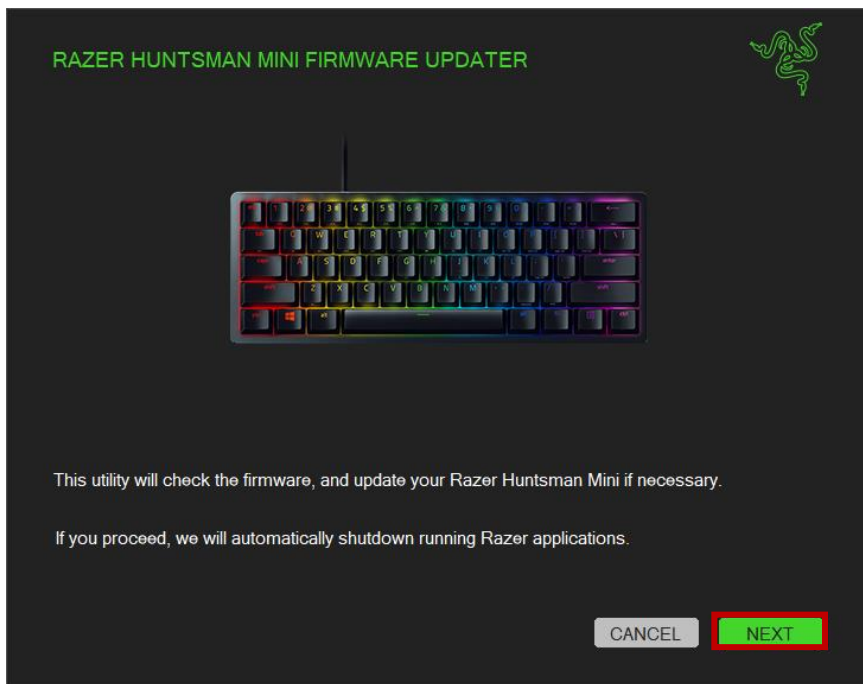 RAZER HUNTSMAN MINI FIRMWARE UPDATER
This utility will check the firmware, and update your Razer Huntsman Mini if necessary.
If you proceed, we will automatically shutdown running Razer applications.
CANCEL NEXT